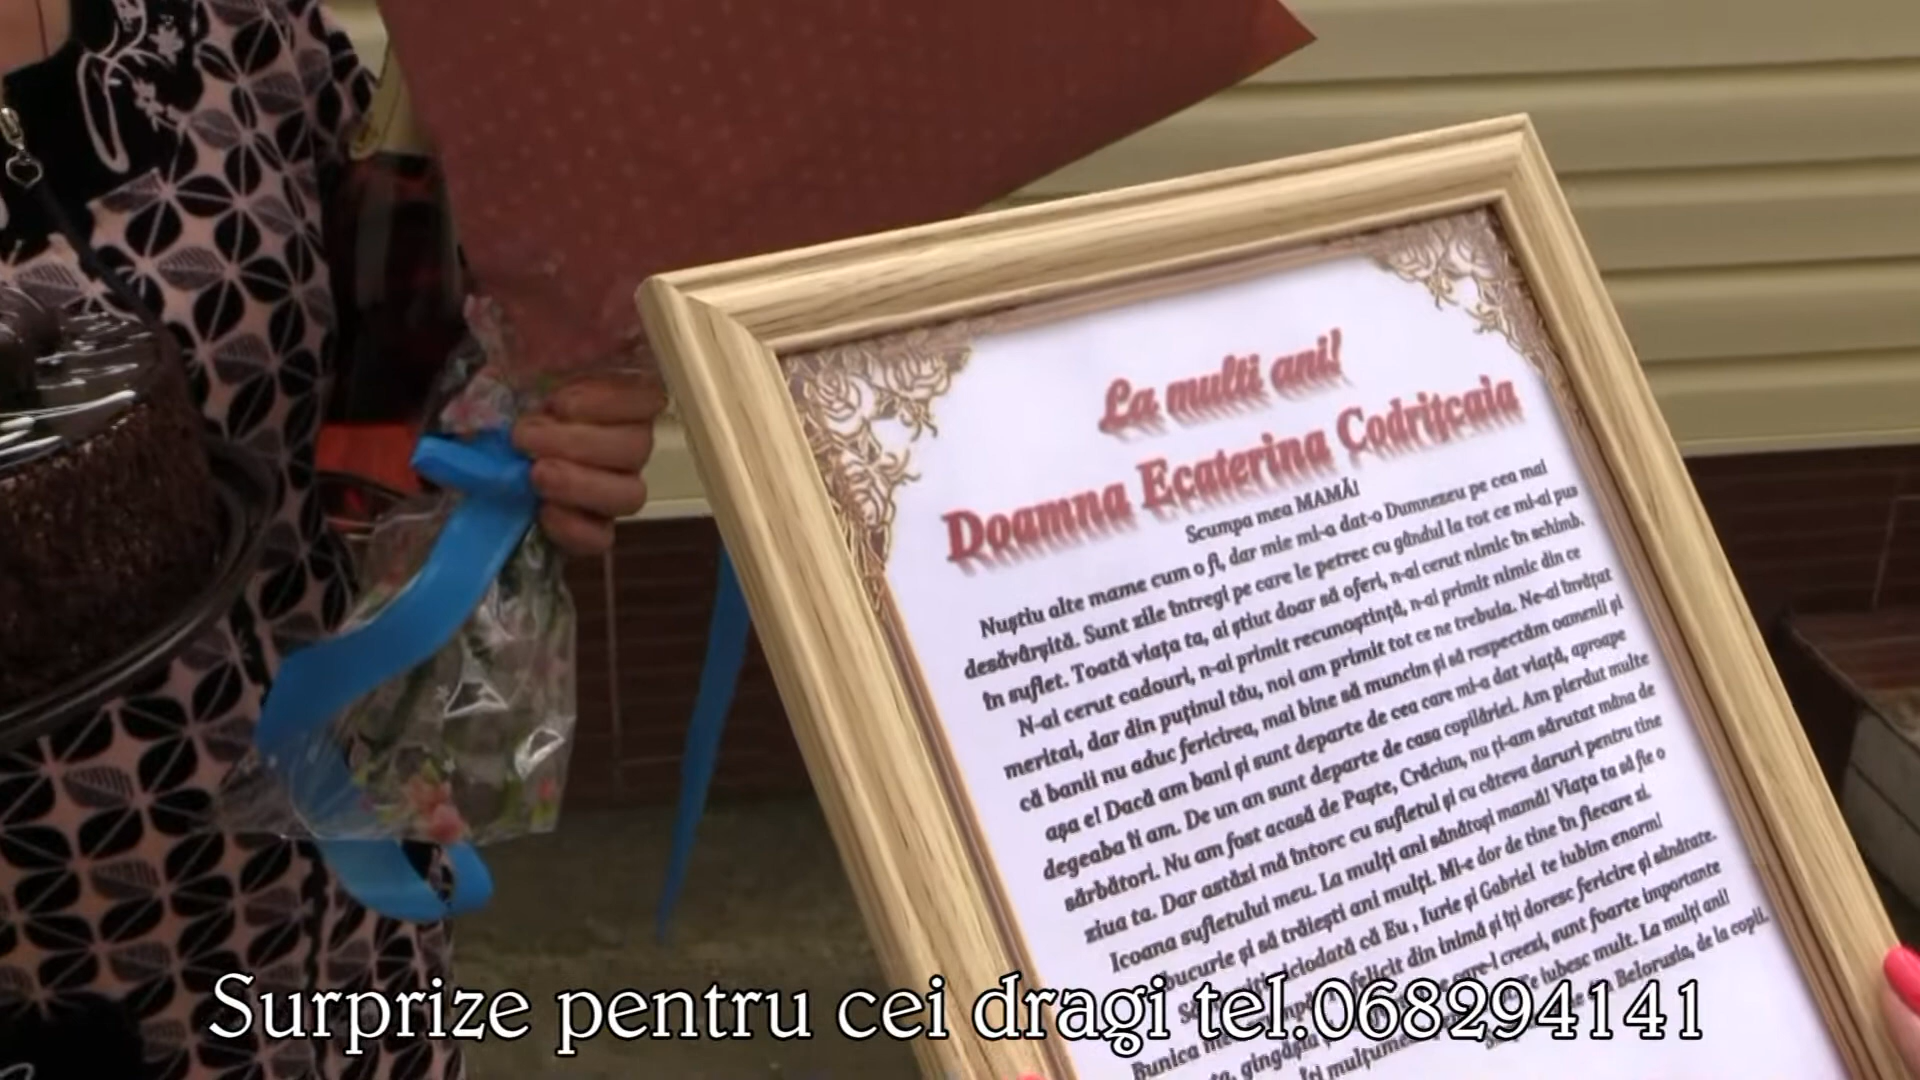 La multi ani!
Doamna Ecaterina Codrițcaia
Scumpa mea MAMĂ!
Nuștiu alte mame cum o fi, dar mie mi-a dat-o Dumnezeu pe cea mai
desăvârșită. Sunt zile întregi pe care le petrec cu gândul la tot ce mi-ai pus
în suflet. Toată viața ta, ai știut doar să oferi, n-ai cerut nimic în schimb.
N-ai cerut cadouri, n-ai primit recunoștință, n-ai primit nimic din ce
meritai, dar din puținul tău, noi am primit tot ce ne trebuia. Ne-ai învățat
că banii nu aduc fericirea, mai bine să muncim și să respectăm oamenii și
așa e! Dacă am bani și sunt departe de cea care mi-a dat viață, aproape
degeaba îi am. De un an sunt departe de casa copilăriei. Am pierdut multe
sărbători. Nu am fost acasă de Paște, Crăciun, nu ți-am sărutat mâna de
ziua ta. Dar astăzi mă întorc cu sufletul și cu câteva daruri pentru tine
Icoana sufletului meu. La mulți ani sănătoși mamă! Viața ta să fie o
bucurie și să trăiești ani mulți. Mi-e dor de tine în fiecare zi.
niciodată că Eu, Iurie și Gabriel te iubim enorm!
Bunica felicit din inimă și îți doresc fericire și sănătate.
gingășia care-l creezi, sunt foarte importante
mulțumesc iubesc mult. La mulți ani!
Belorusia, de la copii.
Surprize pentru cei dragi tel.068294141